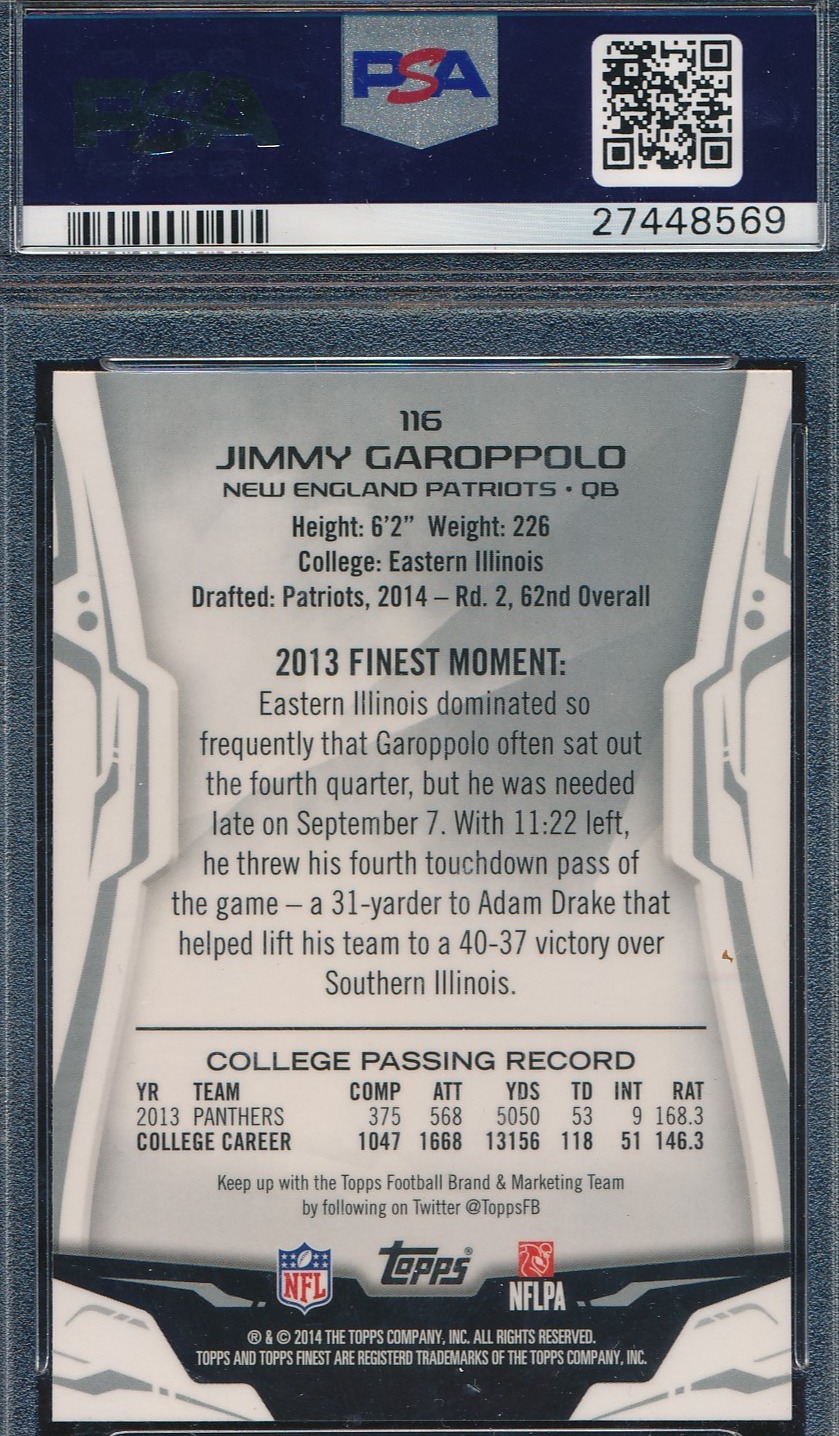 PSA
PSA
27448569
116
JIMMY GAROPPOLO
NEW ENGLAND PATRIOTS • QB
Height: 6'2" Weight: 226
College: Eastern Illinois
Drafted: Patriots, 2014 – Rd. 2, 62nd Overall
2013 FINEST MOMENT:
Eastern Illinois dominated so
frequently that Garoppolo often sat out
the fourth quarter, but he was needed
late on September 7. With 11:22 left,
he threw his fourth touchdown pass of
the game – a 31-yarder to Adam Drake that
helped lift his team to a 40-37 victory over
Southern Illinois.
COLLEGE PASSING RECORD
YR TEAM COMP ATT YDS TD INT RAT
2013 PANTHERS 375 568 5050 53 9 168.3
COLLEGE CAREER 1047 1668 13156 118 51 146.3
Keep up with the Topps Football Brand & Marketing Team
by following on Twitter @ToppsFB
NFL topps® NFLPA
® & © 2014 THE TOPPS COMPANY, INC. ALL RIGHTS RESERVED.
TOPPS AND TOPPS FINEST ARE REGISTERD TRADEMARKS OF THE TOPPS COMPANY, INC.